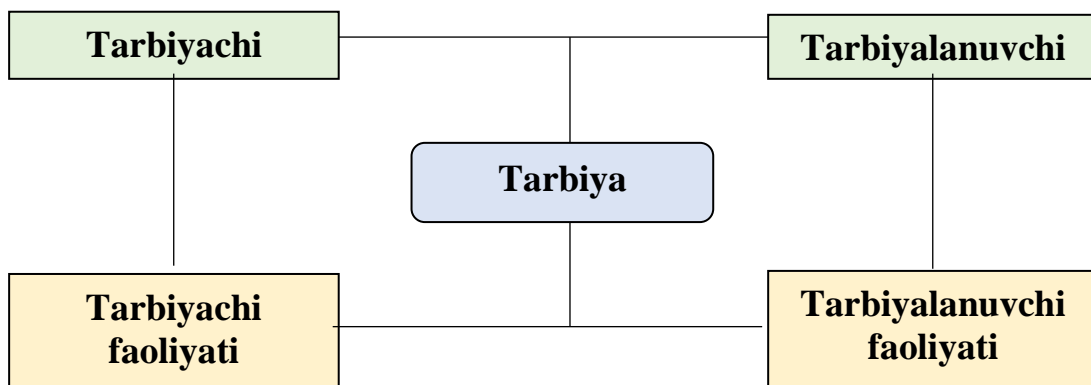 Tarbiyachi
Tarbiyalanuvchi
Tarbiya
Tarbiyachi
faoliyati
Tarbiyalanuvchi
faoliyati